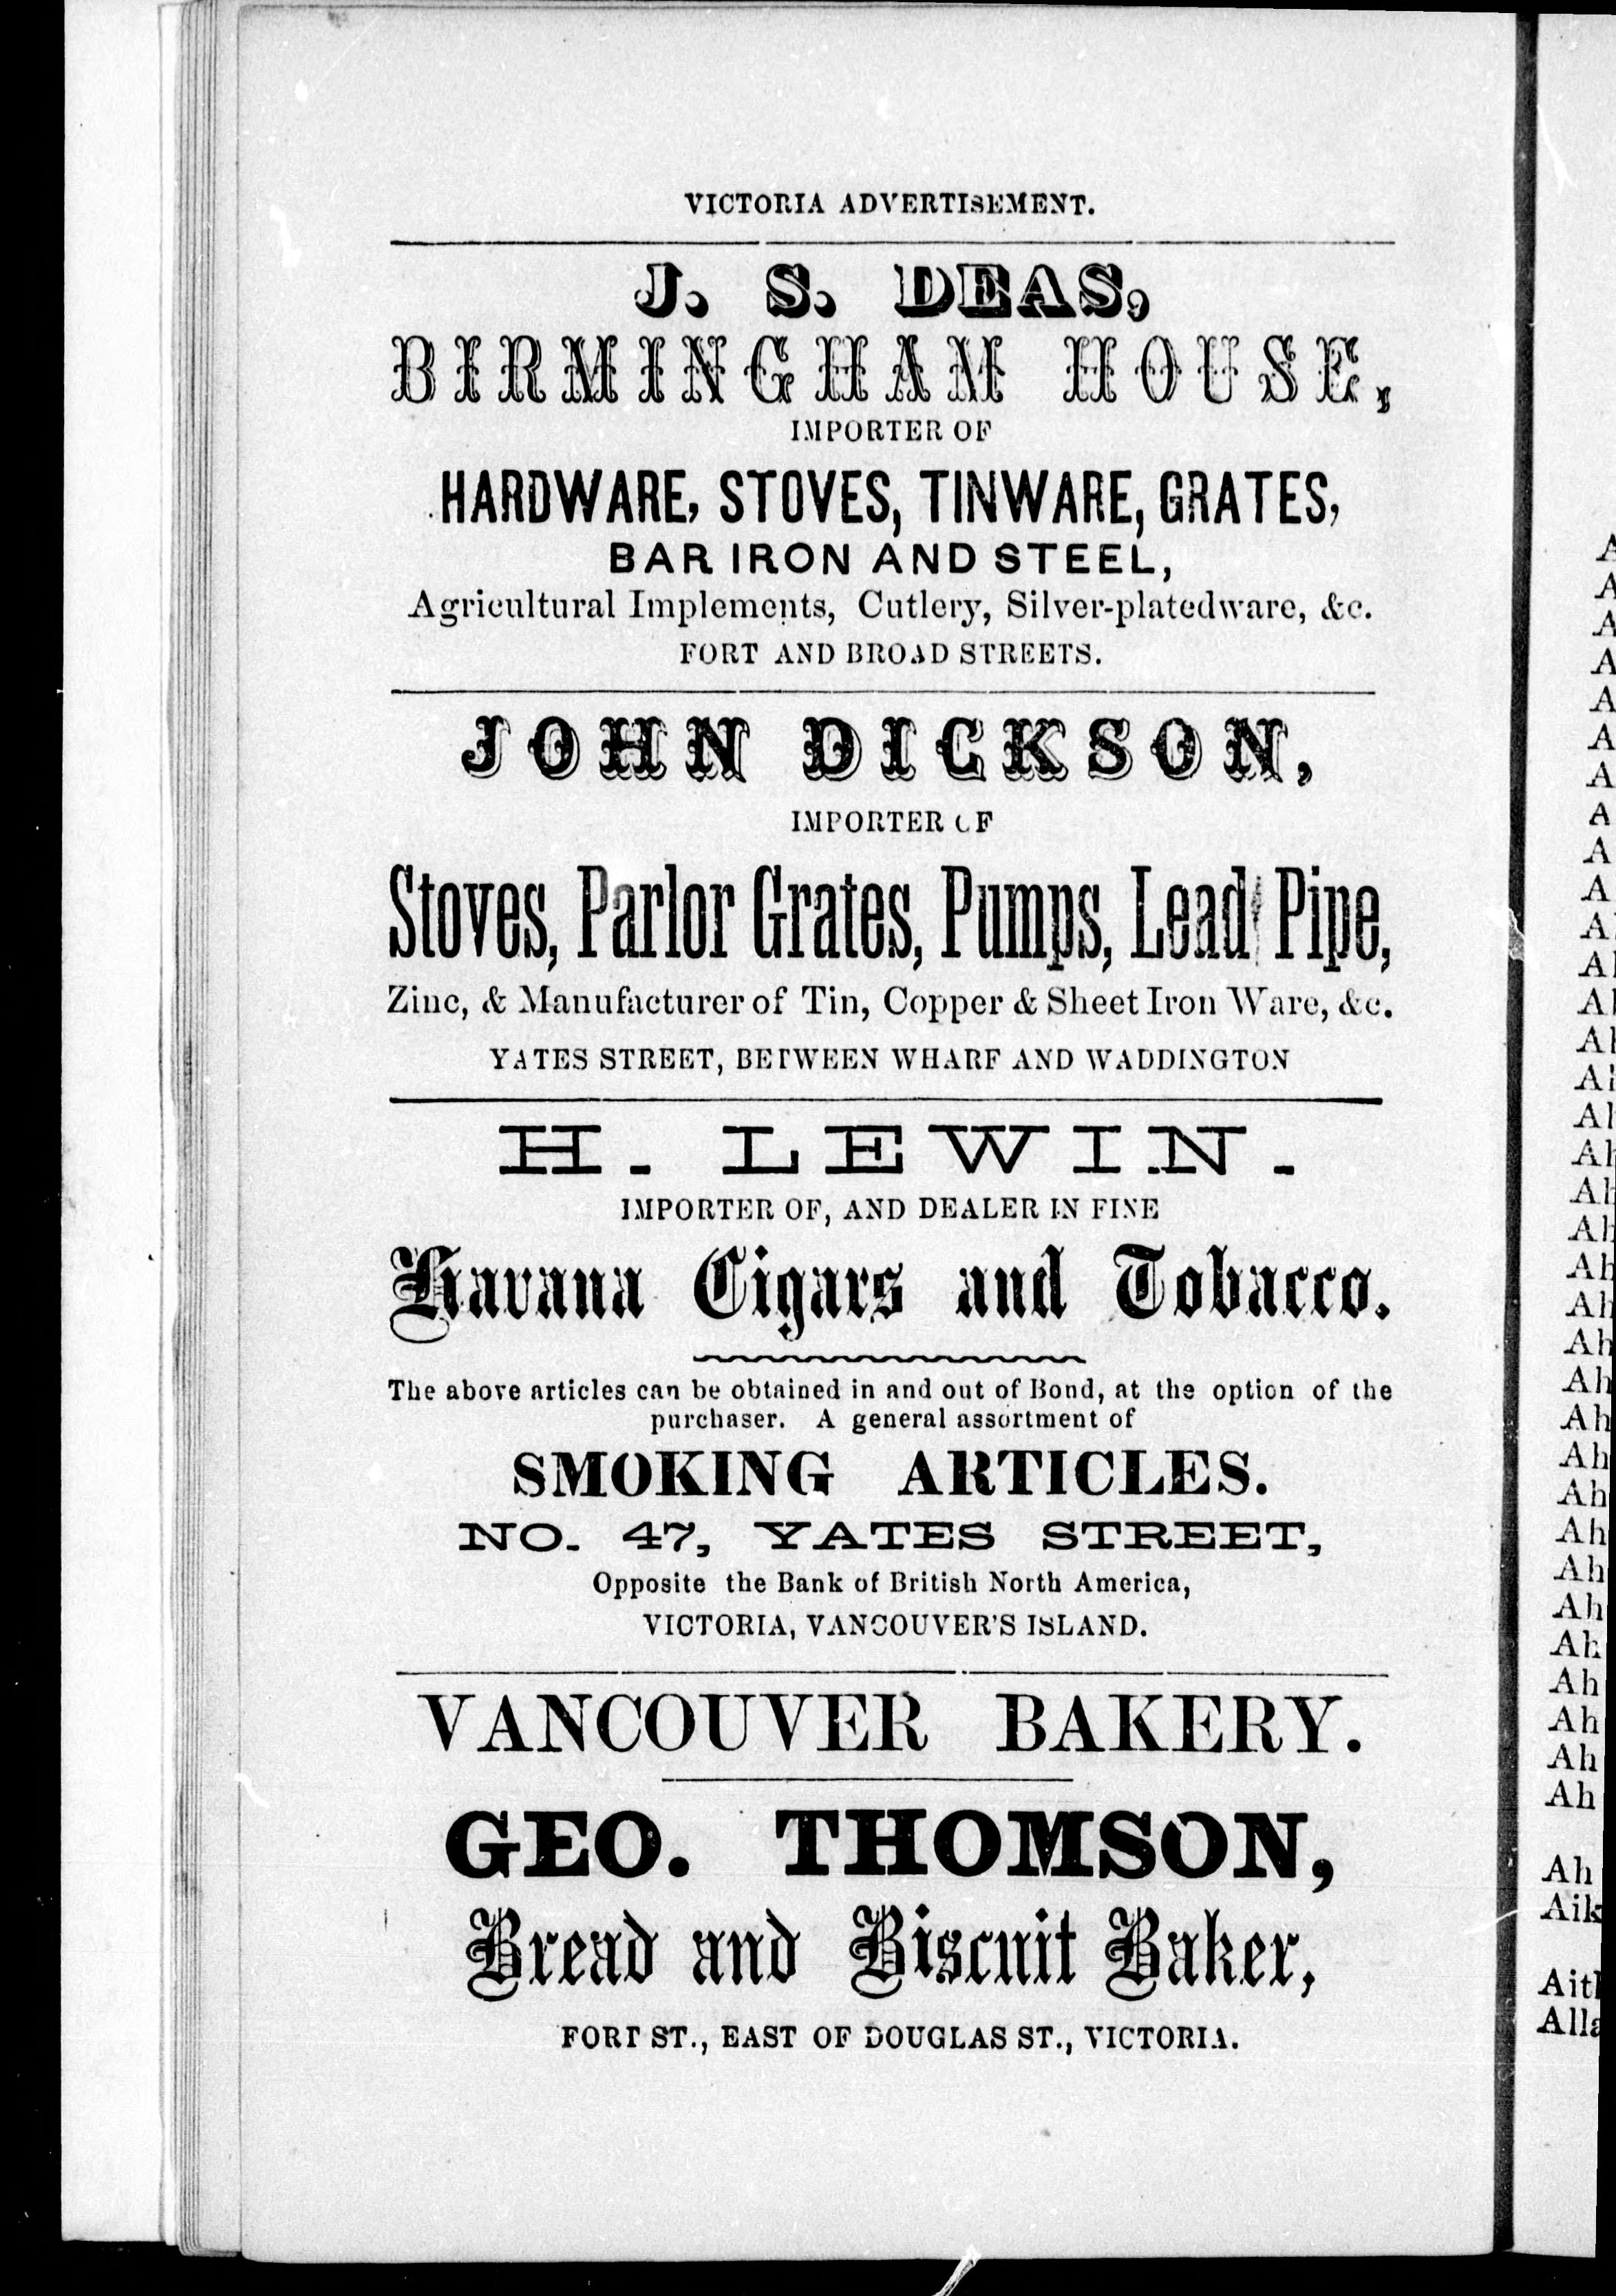 VICTORIA ADVERTISEMENT.
J. S. DEAS,
BIRMINGHAM HOUSE,
IMPORTER OF
HARDWARE, STOVES, TINWARE, GRATES,
BAR IRON AND STEEL,
Agricultural Implements, Cutlery, Silver-platedware, &c.
FORT AND BROAD STREETS.
JOHN DICKSON,
IMPORTER OF
Stoves, Parlor Grates, Pumps, Lead Pipe,
Zinc, & Manufacturer of Tin, Copper & Sheet Iron Ware, &c.
YATES STREET, BETWEEN WHARF AND WADDINGTON
H. LEWIN.
IMPORTER OF, AND DEALER IN FINE
Havana Cigars and Tobacco.
The above articles can be obtained in and out of Bond, at the option of the
purchaser. A general assortment of
SMOKING ARTICLES.
NO. 47, YATES STREET,
Opposite the Bank of British North America,
VICTORIA, VANCOUVER'S ISLAND.
VANCOUVER BAKERY.
GEO. THOMSON,
Bread and Biscuit Baker,
FORT ST., EAST OF DOUGLAS ST., VICTORIA.